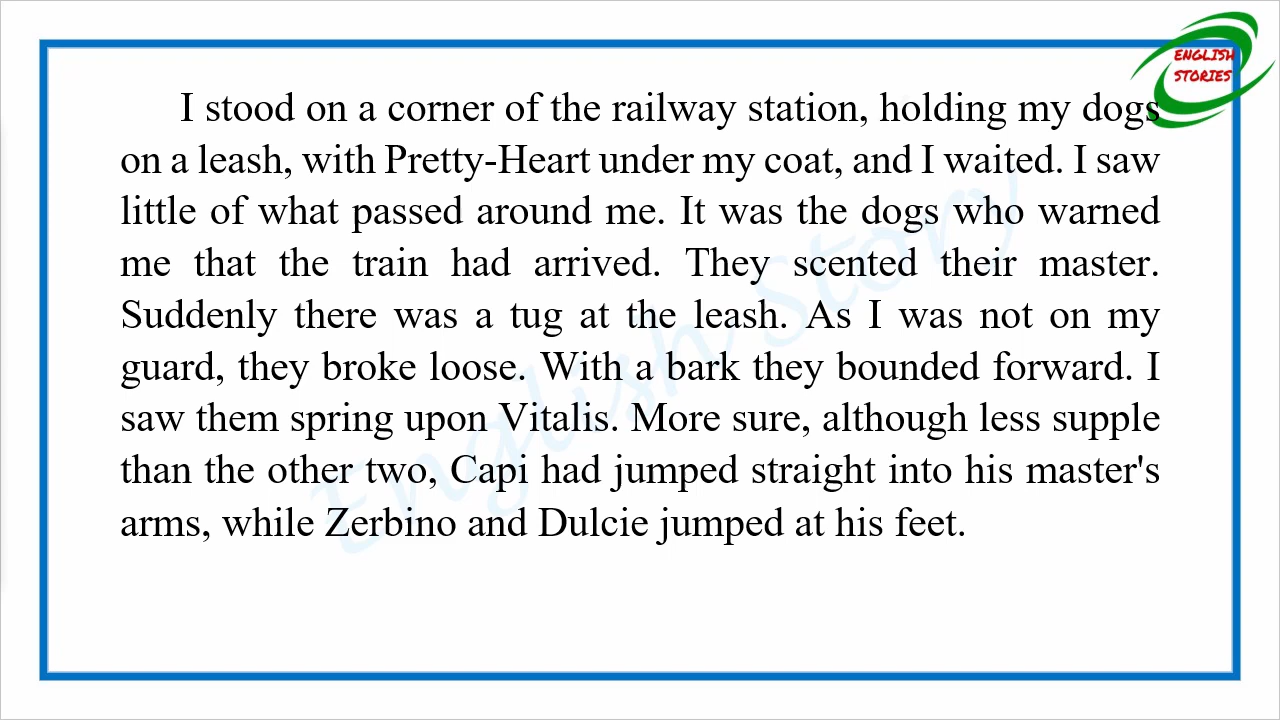 ENGLISH
STORIES
I stood on a corner of the railway station, holding my dogs
on a leash, with Pretty-Heart under my coat, and I waited. I saw
little of what passed around me. It was the dogs who warned
me that the train had arrived. They scented their master.
Suddenly there was a tug at the leash. As I was not on my
guard, they broke loose. With a bark they bounded forward. I
saw them spring upon Vitalis. More sure, although less supple
than the other two, Capi had jumped straight into his master's
arms, while Zerbino and Dulcie jumped at his feet.
English Story